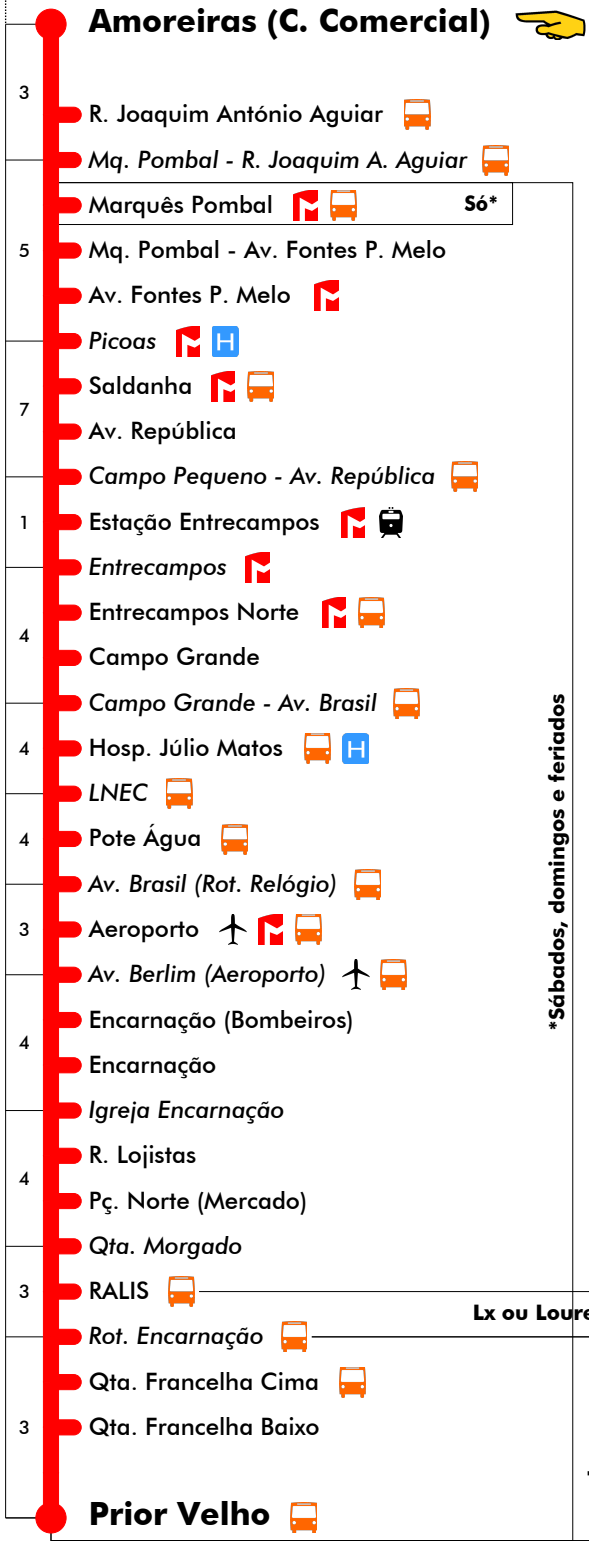 Amoreiras (C. Comercial)
3
R. Joaquim António Aguiar
Mq. Pombal - R. Joaquim A. Aguiar
Marquês Pombal Só*
5
Mq. Pombal - Av. Fontes P. Melo
Av. Fontes P. Melo
Picoas H
Saldanha
7
Av. República
Campo Pequeno - Av. República
1
Estação Entrecampos
Entrecampos
Entrecampos Norte
4
Campo Grande
Campo Grande - Av. Brasil
4
Hosp. Júlio Matos H
LNEC
4
Pote Água
Av. Brasil (Rot. Relógio)
3
Aeroporto
Av. Berlim (Aeroporto)
Encarnação (Bombeiros)
4
Encarnação
Igreja Encarnação
R. Lojistas
4
Pç. Norte (Mercado)
Qta. Morgado
3
RALIS
Lx ou Loure
Rot. Encarnação
Qta. Francelha Cima
3
Qta. Francelha Baixo
Prior Velho
*Sábados, domingos e feriados